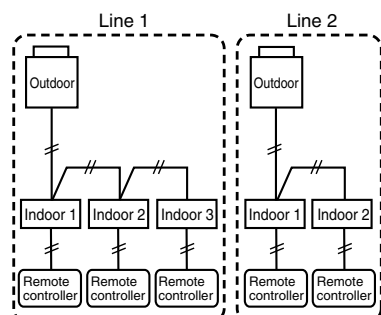 Line 1
Line 2
Outdoor
Outdoor
Indoor 1
Indoor 2
Indoor 3
Indoor 1
Indoor 2
Remote
controller
Remote
controller
Remote
controller
Remote
controller
Remote
controller